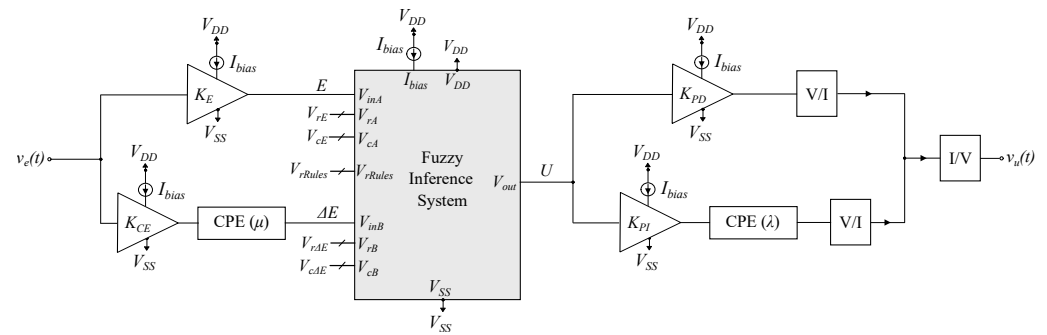 V_DD
I_bias
K_E
V_SS
E
v_e(t)
V_DD
I_bias
K_CE
V_SS
CPE (μ)
ΔE
V_DD
I_bias
V_DD
I_bias
V_DD
V_inA
V_rE
V_rA
V_cE
V_cA
V_rRules
V_rRules
Fuzzy
Inference
System
V_out
V_inB
V_rΔE
V_rB
V_cΔE
V_cB
V_SS
V_SS
U
V_DD
I_bias
K_PD
V_SS
V/I
V_DD
I_bias
K_PI
V_SS
CPE (λ)
V/I
I/V
v_u(t)